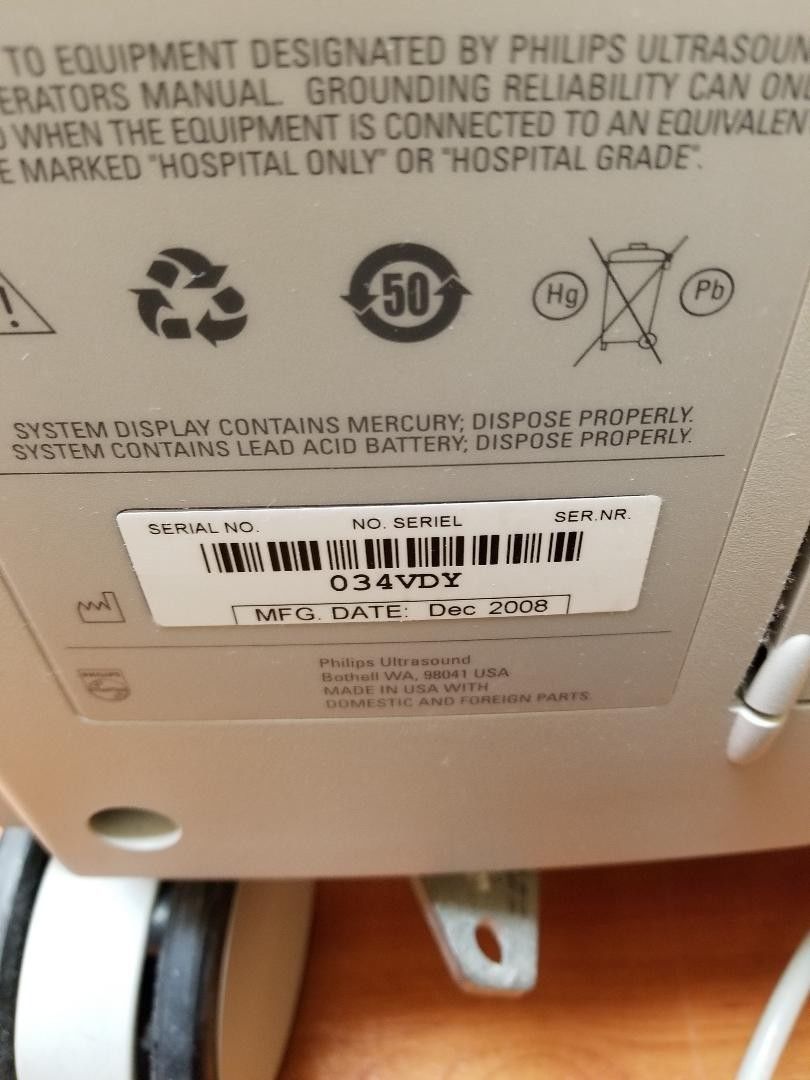 TO EQUIPMENT DESIGNATED BY PHILIPS ULTRASOUN
ERATORS MANUAL. GROUNDING RELIABILITY CAN ONL
D WHEN THE EQUIPMENT IS CONNECTED TO AN EQUIVALEN
E MARKED "HOSPITAL ONLY" OR "HOSPITAL GRADE".
!
50
Hg
Pb
SYSTEM DISPLAY CONTAINS MERCURY; DISPOSE PROPERLY.
SYSTEM CONTAINS LEAD ACID BATTERY; DISPOSE PROPERLY.
SERIAL NO. NO. SERIEL SER.NR.
034VDY
MFG. DATE: Dec 2008
PHILIPS
Philips Ultrasound
Bothell WA, 98041 USA
MADE IN USA WITH
DOMESTIC AND FOREIGN PARTS.